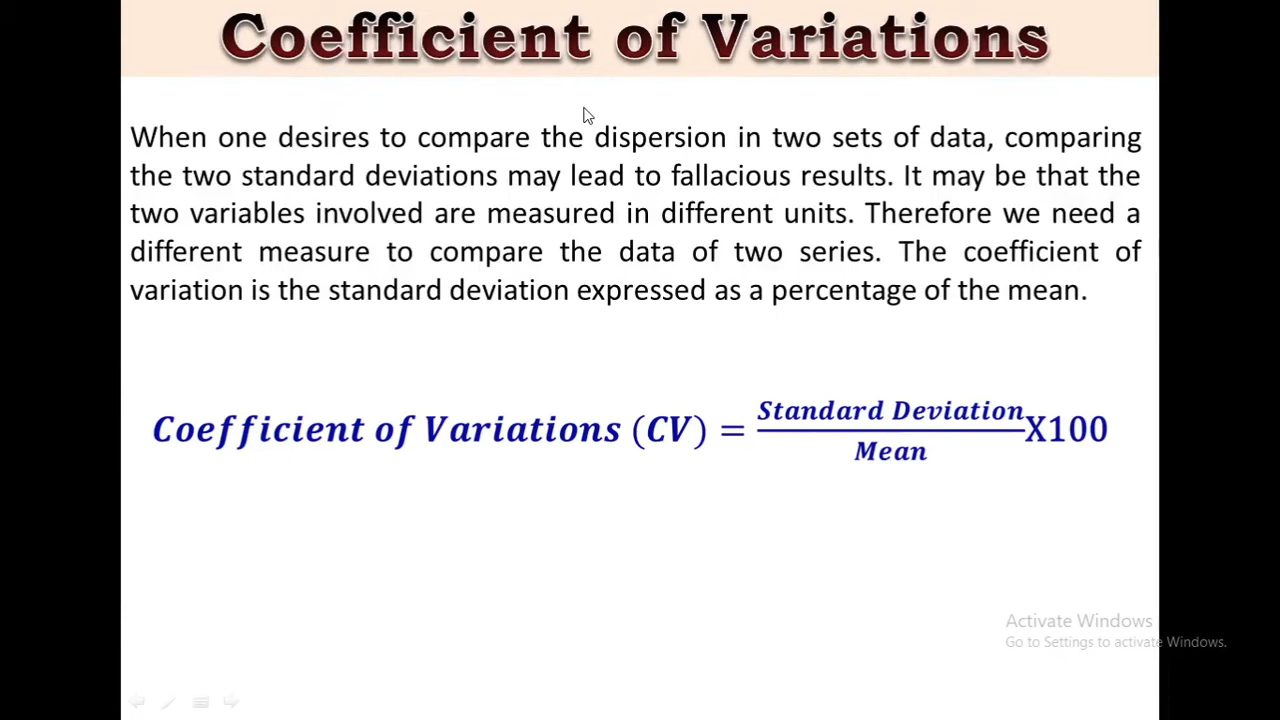 Coefficient of Variations
When one desires to compare the dispersion in two sets of data, comparing
the two standard deviations may lead to fallacious results. It may be that the
two variables involved are measured in different units. Therefore we need a
different measure to compare the data of two series. The coefficient of
variation is the standard deviation expressed as a percentage of the mean.
Coefficient of Variations (CV) = Standard Deviation/Mean X100
Activate Windows
Go to Settings to activate Windows.